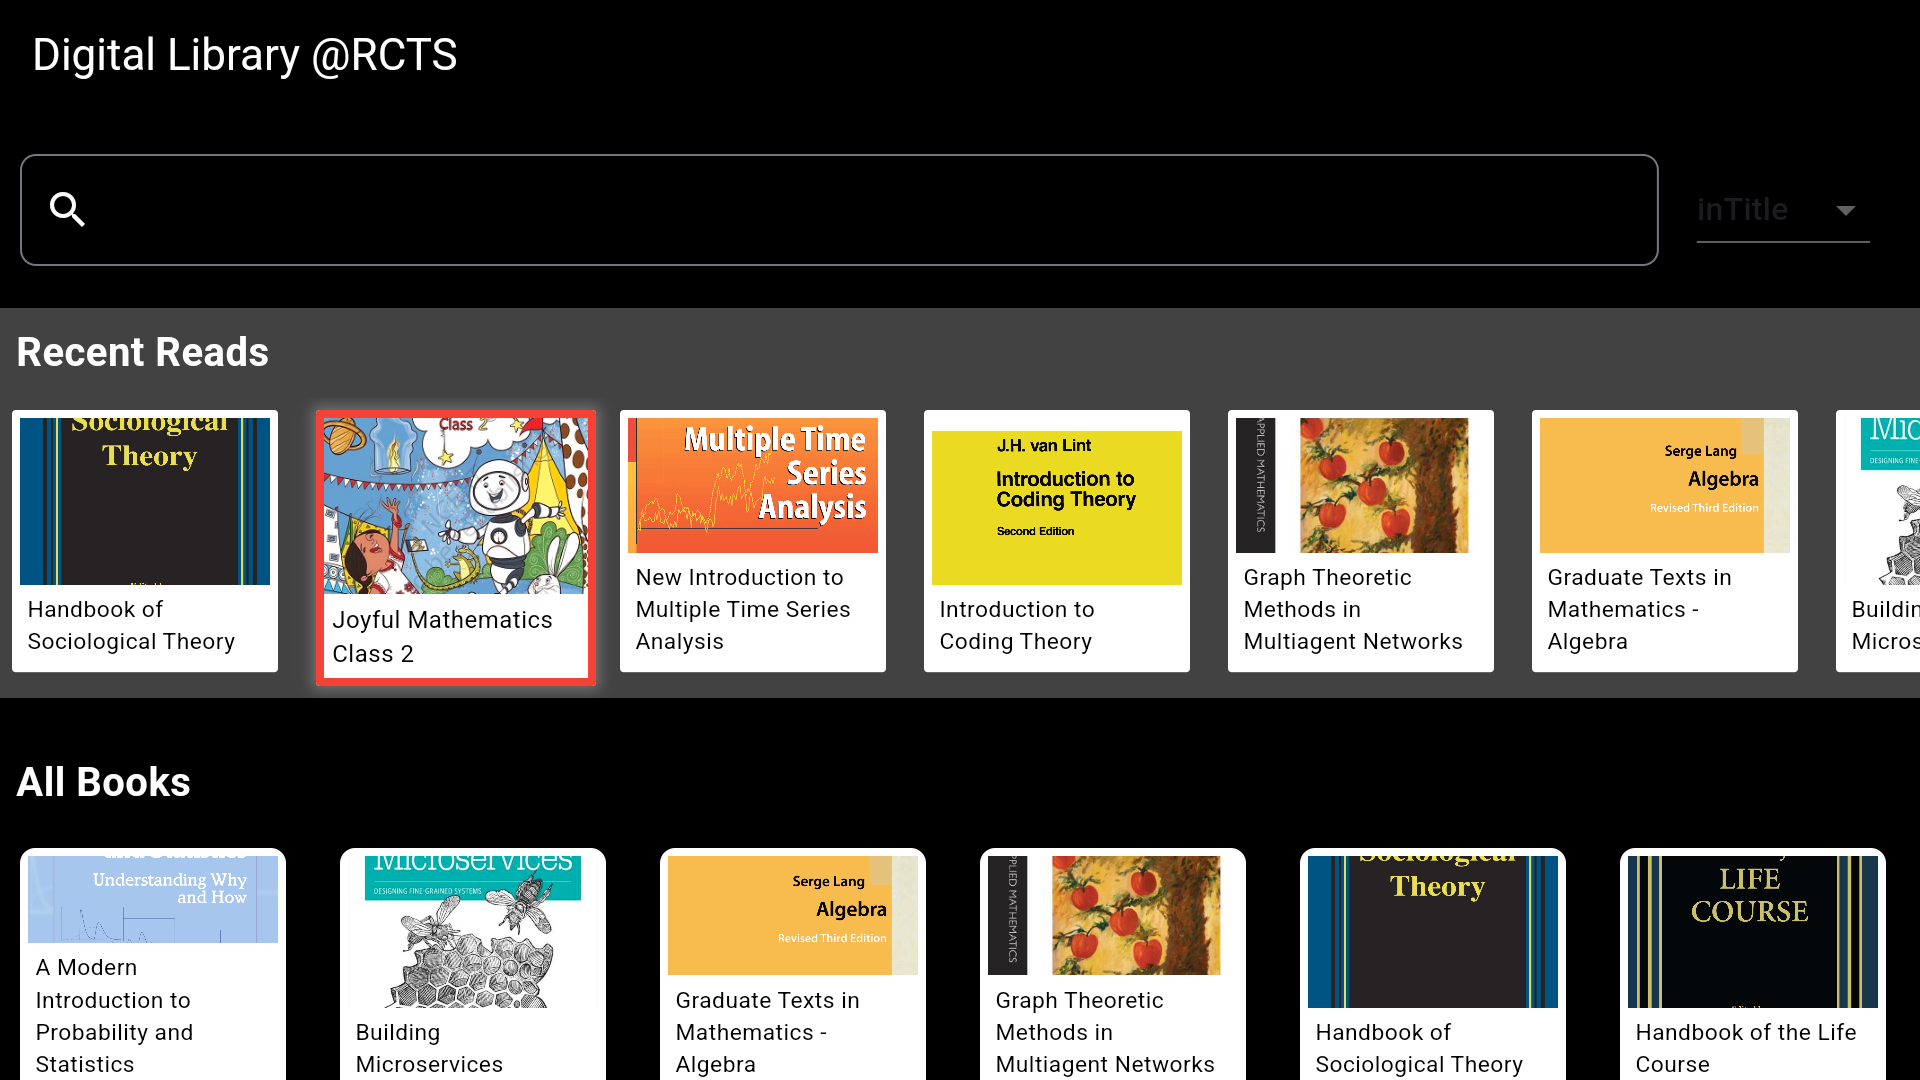 Digital Library @RCTS
inTitle
Recent Reads
Sociological
Theory
Handbook of
Sociological Theory
Class 2
Joyful Mathematics
Class 2
Multiple Time
Series
Analysis
New Introduction to
Multiple Time Series
Analysis
J.H. van Lint
Introduction to
Coding Theory
Second Edition
Introduction to
Coding Theory
APPLIED MATHEMATICS
Graph Theoretic
Methods in
Multiagent Networks
Serge Lang
Algebra
Revised Third Edition
Graduate Texts in
Mathematics -
Algebra
Mic
DESIGNING FINE-
Buildin
Micros
All Books
and Statistics
Understanding Why
and How
A Modern
Introduction to
Probability and
Statistics
Microservices
DESIGNING FINE-GRAINED SYSTEMS
Building
Microservices
Serge Lang
Algebra
Revised Third Edition
Graduate Texts in
Mathematics -
Algebra
APPLIED MATHEMATICS
Graph Theoretic
Methods in
Multiagent Networks
Sociological
Theory
Handbook of
Sociological Theory
LIFE
COURSE
Handbook of the Life
Course